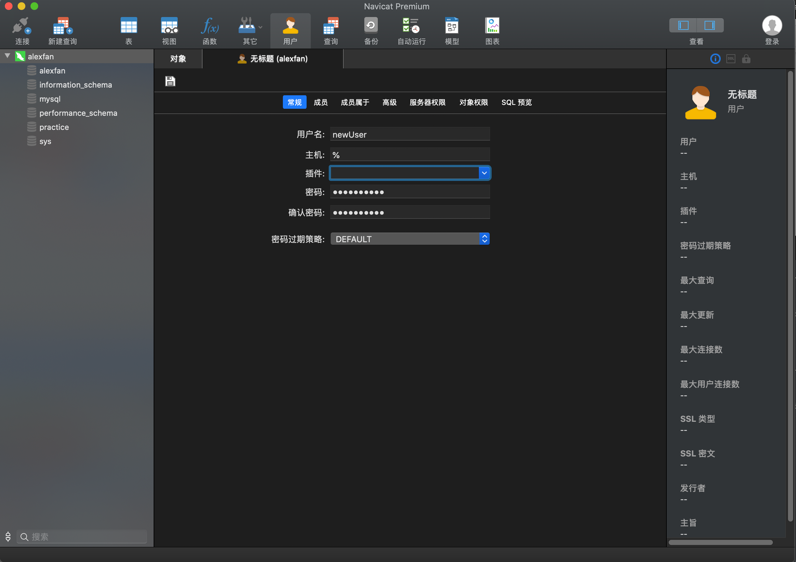 Navicat Premium
连接
新建查询
表
视图
函数
其它
用户
查询
备份
自动运行
模型
图表
查看
登录
alexfan
alexfan
information_schema
mysql
performance_schema
practice
sys
搜索
对象
无标题 (alexfan)
常规 成员 成员属于 高级 服务器权限 对象权限 SQL 预览
用户名: newUser
主机: %
插件:
密码: ●●●●●●●●●●
确认密码: ●●●●●●●●●●
密码过期策略: DEFAULT
无标题
用户
用户
--
主机
--
插件
--
密码过期策略
--
最大查询
--
最大更新
--
最大连接数
--
最大用户连接数
--
SSL 类型
--
SSL 密文
--
发行者
--
主旨
--